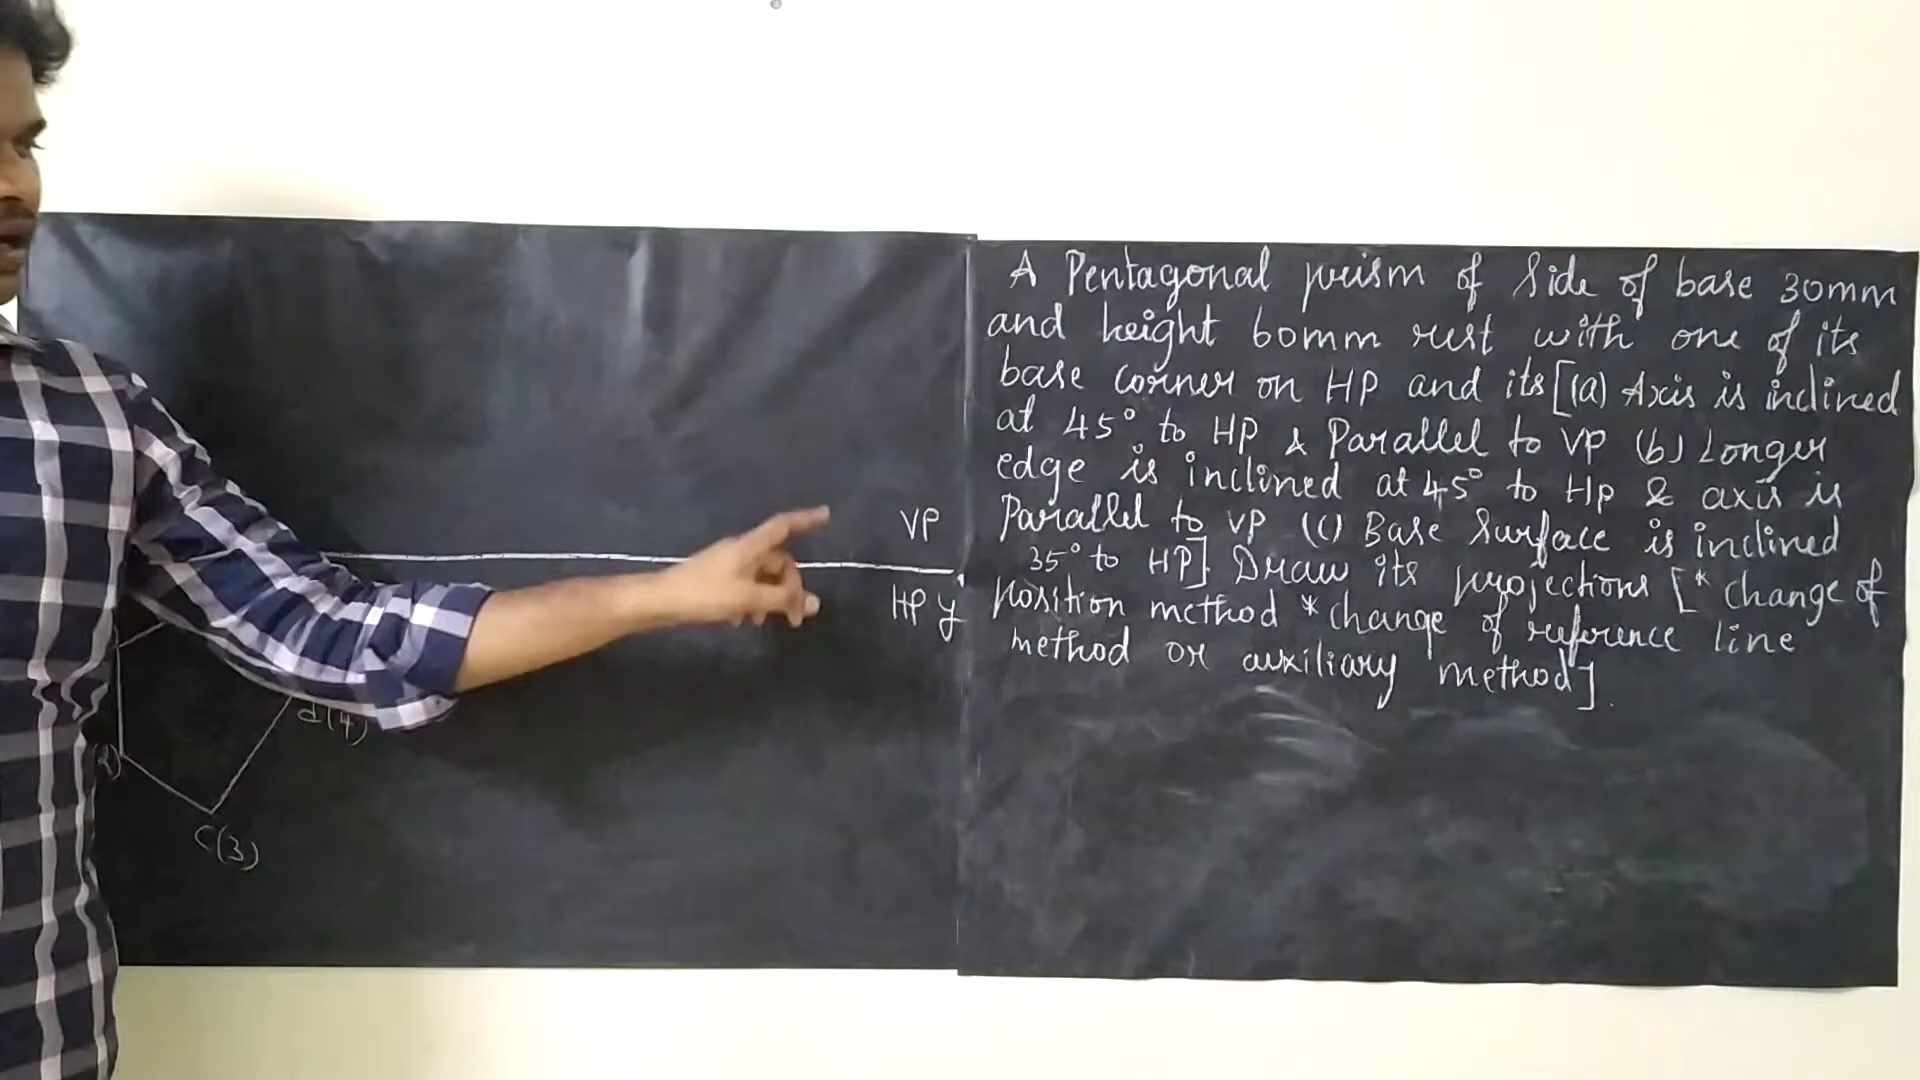 A Pentagonal prism of side of base 30mm
and height 60mm rest with one of its
base corner on HP and its [(a) Axis is inclined
at 45° to HP & Parallel to VP (b) Longer
edge is inclined at 45° to HP & axis is
Parallel to VP (c) Base Surface is inclined
35° to HP]. Draw its projections [* change of
position method * change of reference line
method or auxiliary method].
VP
HP y
d(4)
2)
c(3)